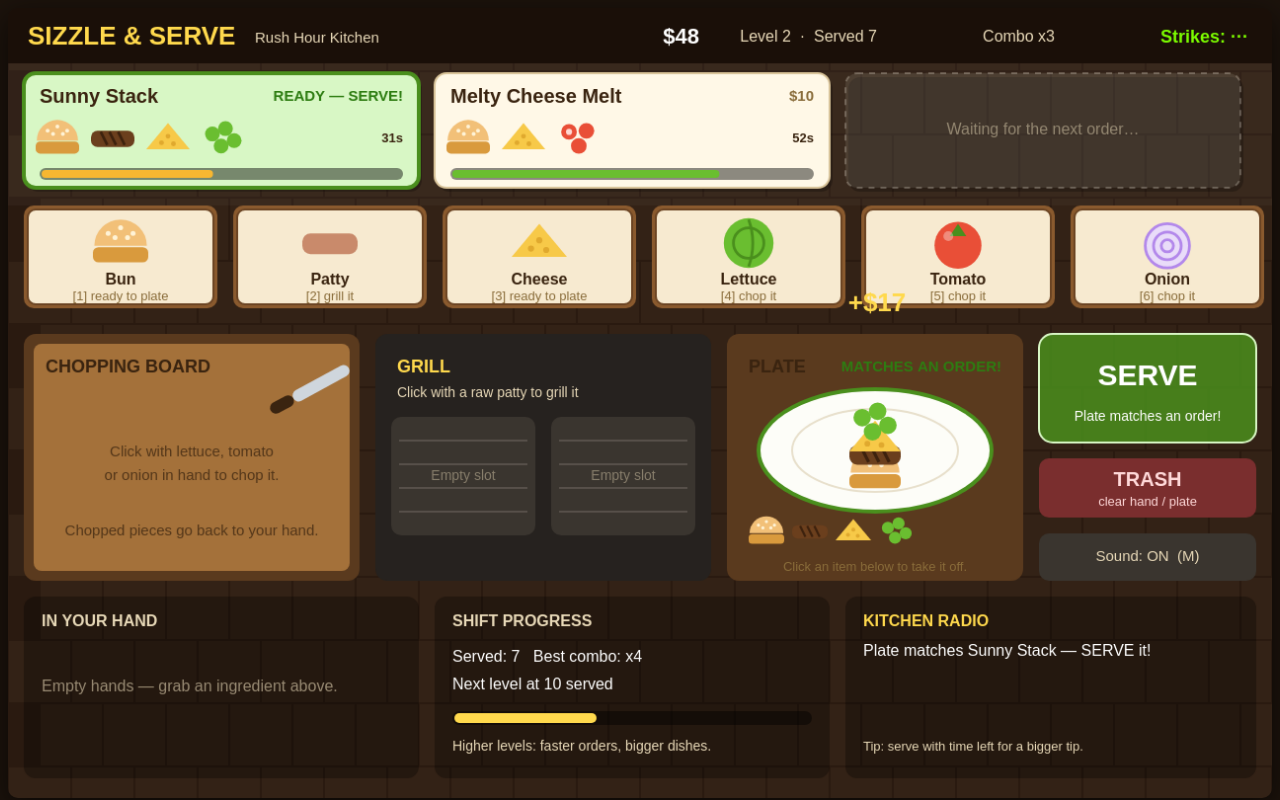 SIZZLE & SERVE
Rush Hour Kitchen
$48
Level 2 · Served 7
Combo x3
Strikes: ···
Sunny Stack
READY — SERVE!
31s
Melty Cheese Melt
$10
52s
Waiting for the next order…
Bun
[1] ready to plate
Patty
[2] grill it
Cheese
[3] ready to plate
Lettuce
[4] chop it
Tomato
[5] chop it
Onion
[6] chop it
+$17
CHOPPING BOARD
Click with lettuce, tomato
or onion in hand to chop it.
Chopped pieces go back to your hand.
GRILL
Click with a raw patty to grill it
Empty slot
Empty slot
PLATE
MATCHES AN ORDER!
Click an item below to take it off.
SERVE
Plate matches an order!
TRASH
clear hand / plate
Sound: ON (M)
IN YOUR HAND
Empty hands — grab an ingredient above.
SHIFT PROGRESS
Served: 7 Best combo: x4
Next level at 10 served
Higher levels: faster orders, bigger dishes.
KITCHEN RADIO
Plate matches Sunny Stack — SERVE it!
Tip: serve with time left for a bigger tip.